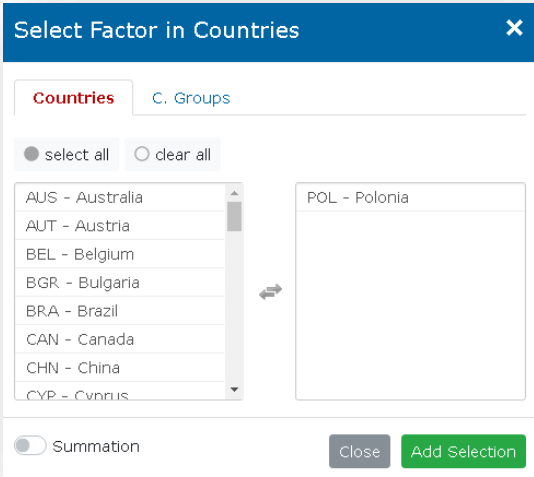 Select Factor in Countries
Countries
C. Groups
select all
clear all
AUS - Australia
AUT - Austria
BEL - Belgium
BGR - Bulgaria
BRA - Brazil
CAN - Canada
CHN - China
CYP - Cyprus
POL - Polonia
Summation
Close
Add Selection